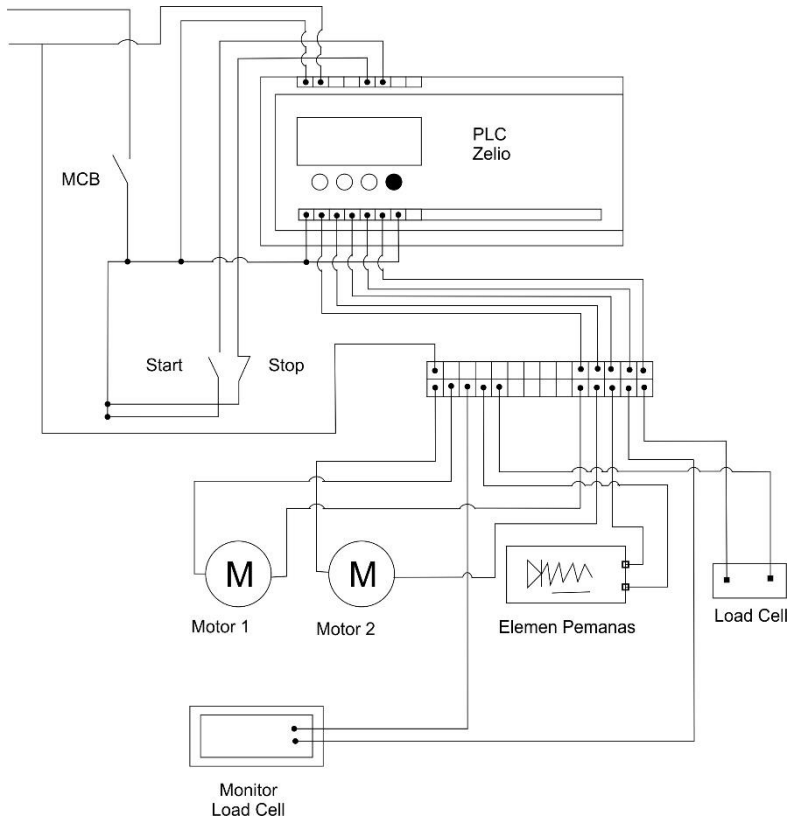 PLC
Zelio
MCB
Start
Stop
M
M
Motor 1
Motor 2
Elemen Pemanas
Load Cell
Monitor
Load Cell